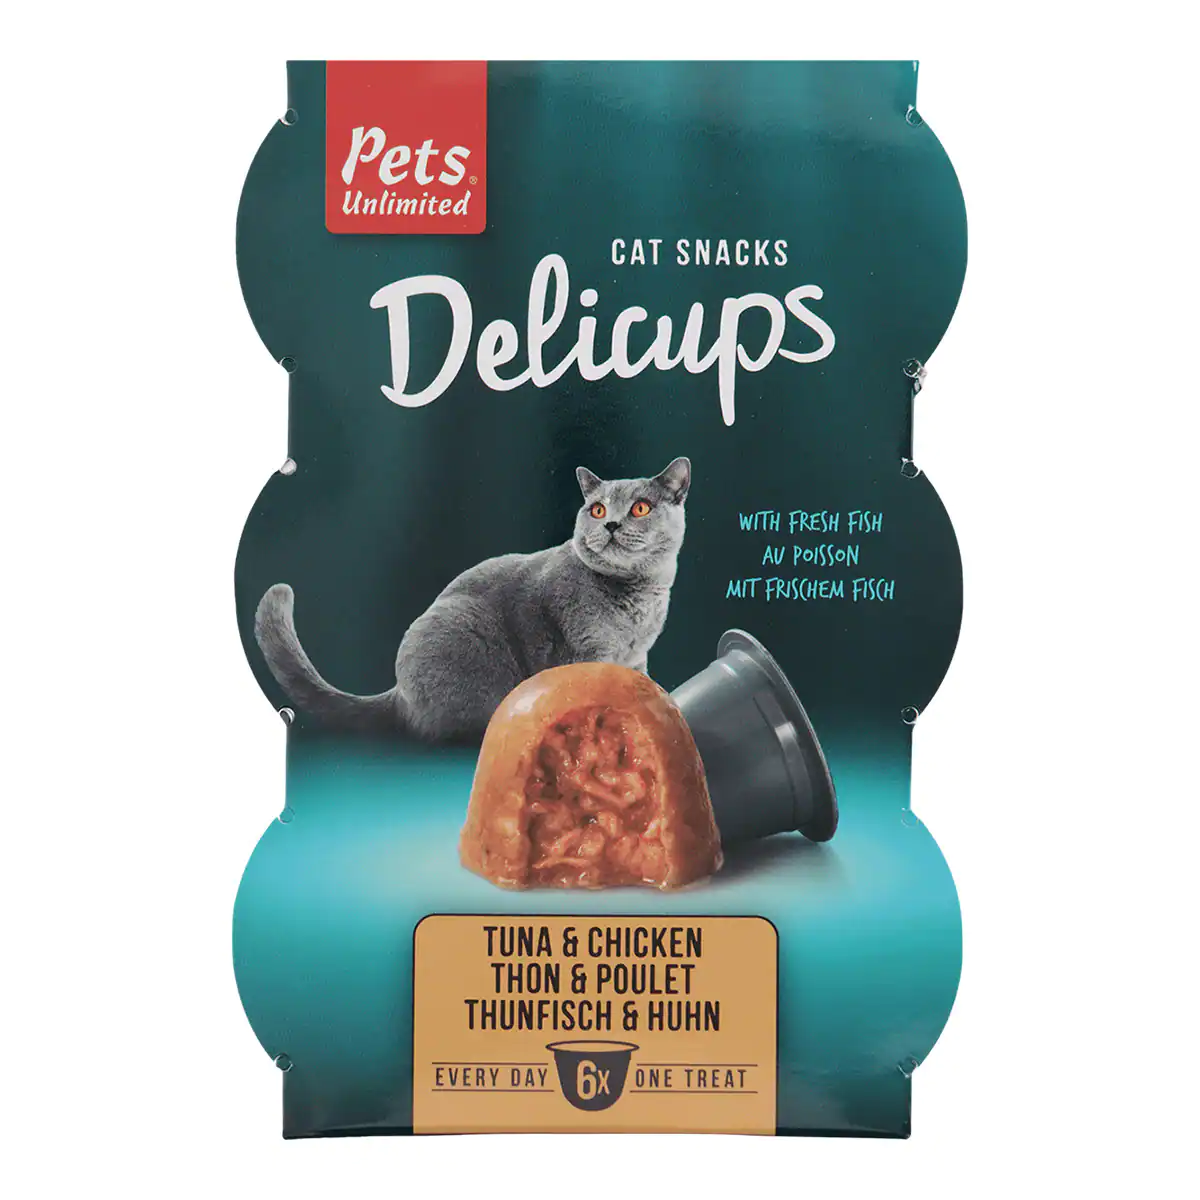 Pets®
Unlimited
CAT SNACKS
Delicups
WITH FRESH FISH
AU POISSON
MIT FRISCHEM FISCH
TUNA & CHICKEN
THON & POULET
THUNFISCH & HUHN
EVERY DAY 6x ONE TREAT